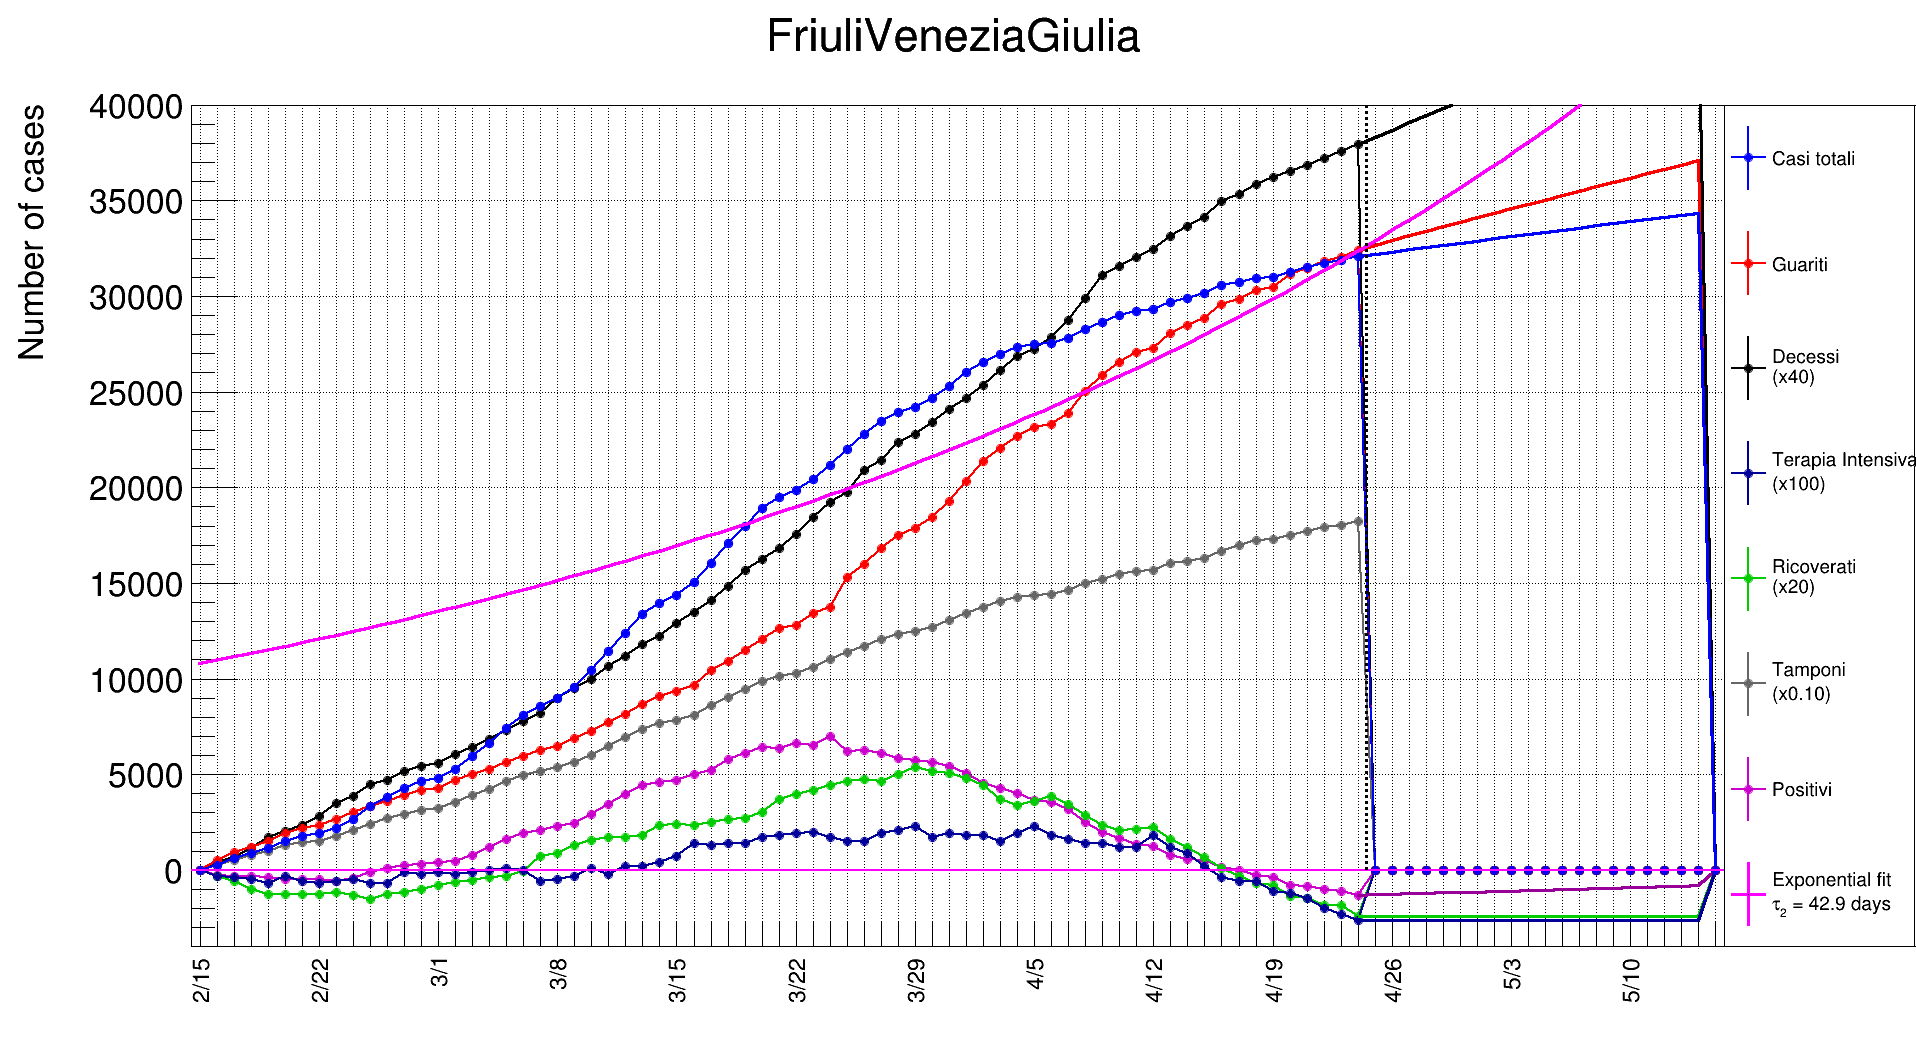 FriuliVeneziaGiulia
Number of cases
40000
35000
30000
25000
20000
15000
10000
5000
0
2/15
2/22
3/1
3/8
3/15
3/22
3/29
4/5
4/12
4/19
4/26
5/3
5/10
Casi totali
Guariti
Decessi
(x40)
Terapia Intensiva
(x100)
Ricoverati
(x20)
Tamponi
(x0.10)
Positivi
Exponential fit
τ2 = 42.9 days